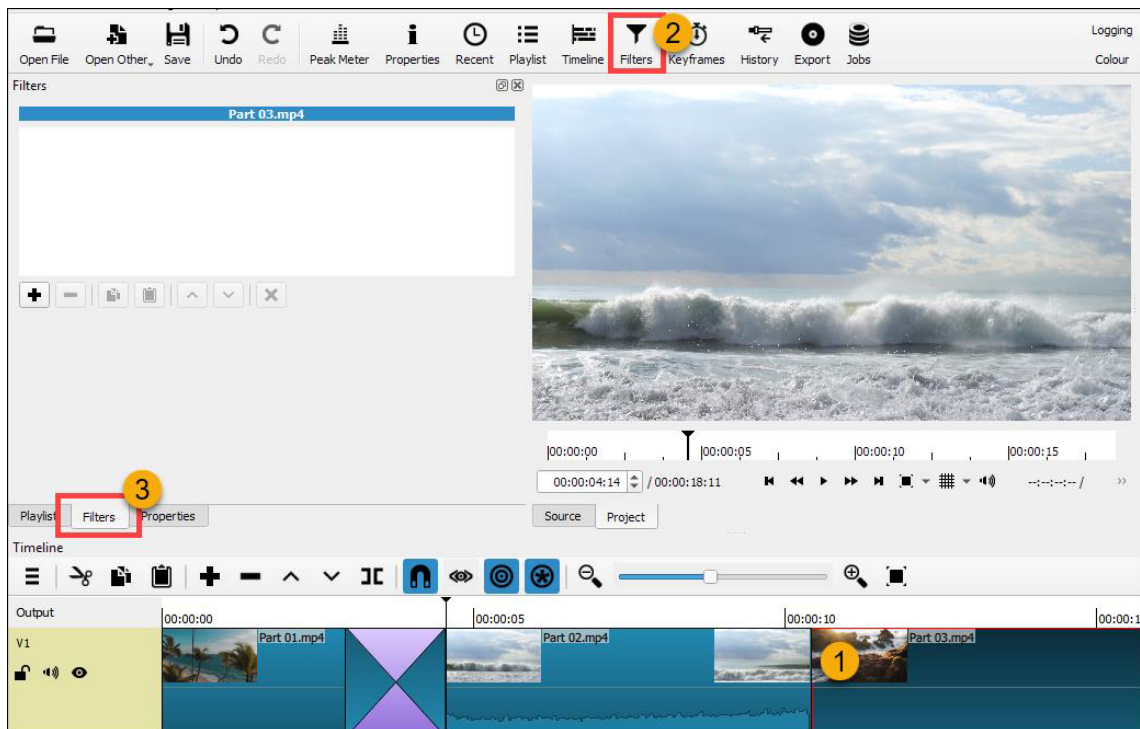 Open File Open Other Save Undo Redo Peak Meter Properties Recent Playlist Timeline Filters Keyframes History Export Jobs
2
Logging
Colour
Filters
Part 03.mp4
00:00:00 00:00:05 00:00:10 00:00:15
00:00:04:14 / 00:00:18:11 --:--:--:-- /
3
Playlist Filters Properties
Source Project
Timeline
Output 00:00:00 00:00:05 00:00:10
V1 Part 01.mp4 Part 02.mp4 Part 03.mp4
1